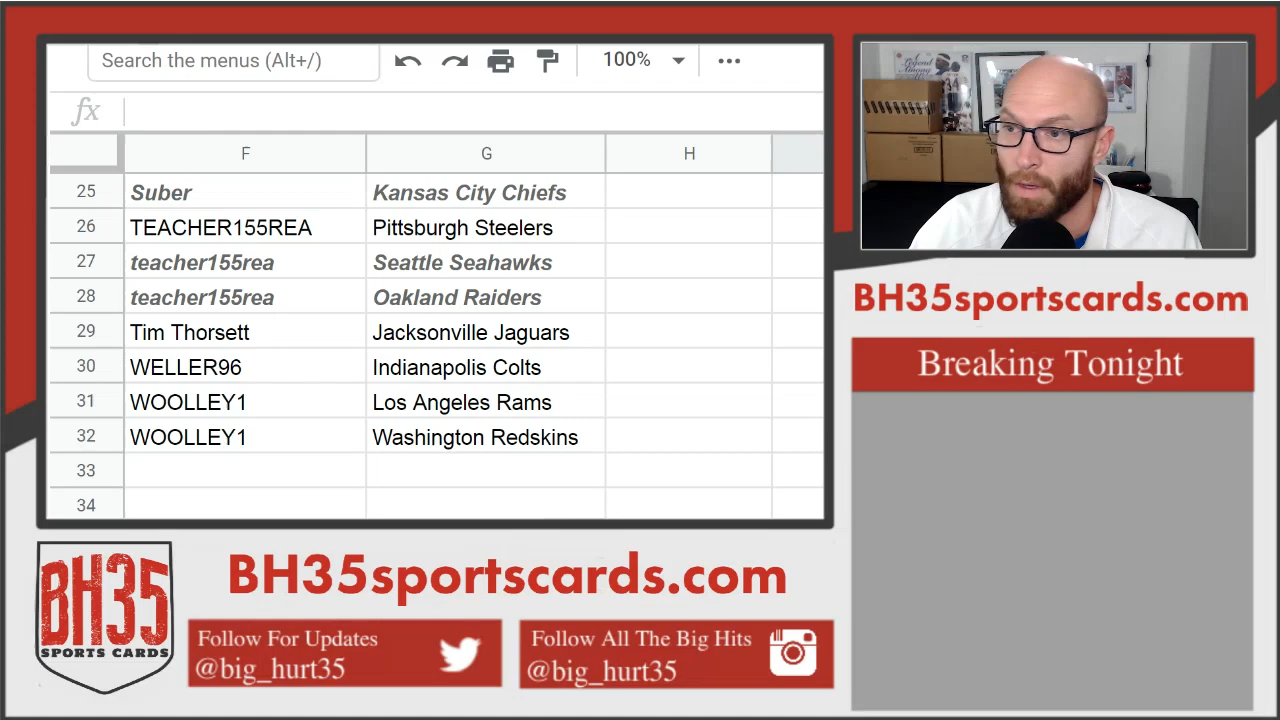 Search the menus (Alt+/)
100%
fx
F G H
25 Suber Kansas City Chiefs
26 TEACHER155REA Pittsburgh Steelers
27 teacher155rea Seattle Seahawks
28 teacher155rea Oakland Raiders
29 Tim Thorsett Jacksonville Jaguars
30 WELLER96 Indianapolis Colts
31 WOOLLEY1 Los Angeles Rams
32 WOOLLEY1 Washington Redskins
33
34
BH35sportscards.com
Breaking Tonight
BH35
SPORTS CARDS
BH35sportscards.com
Follow For Updates
@big_hurt35
Follow All The Big Hits
@big_hurt35